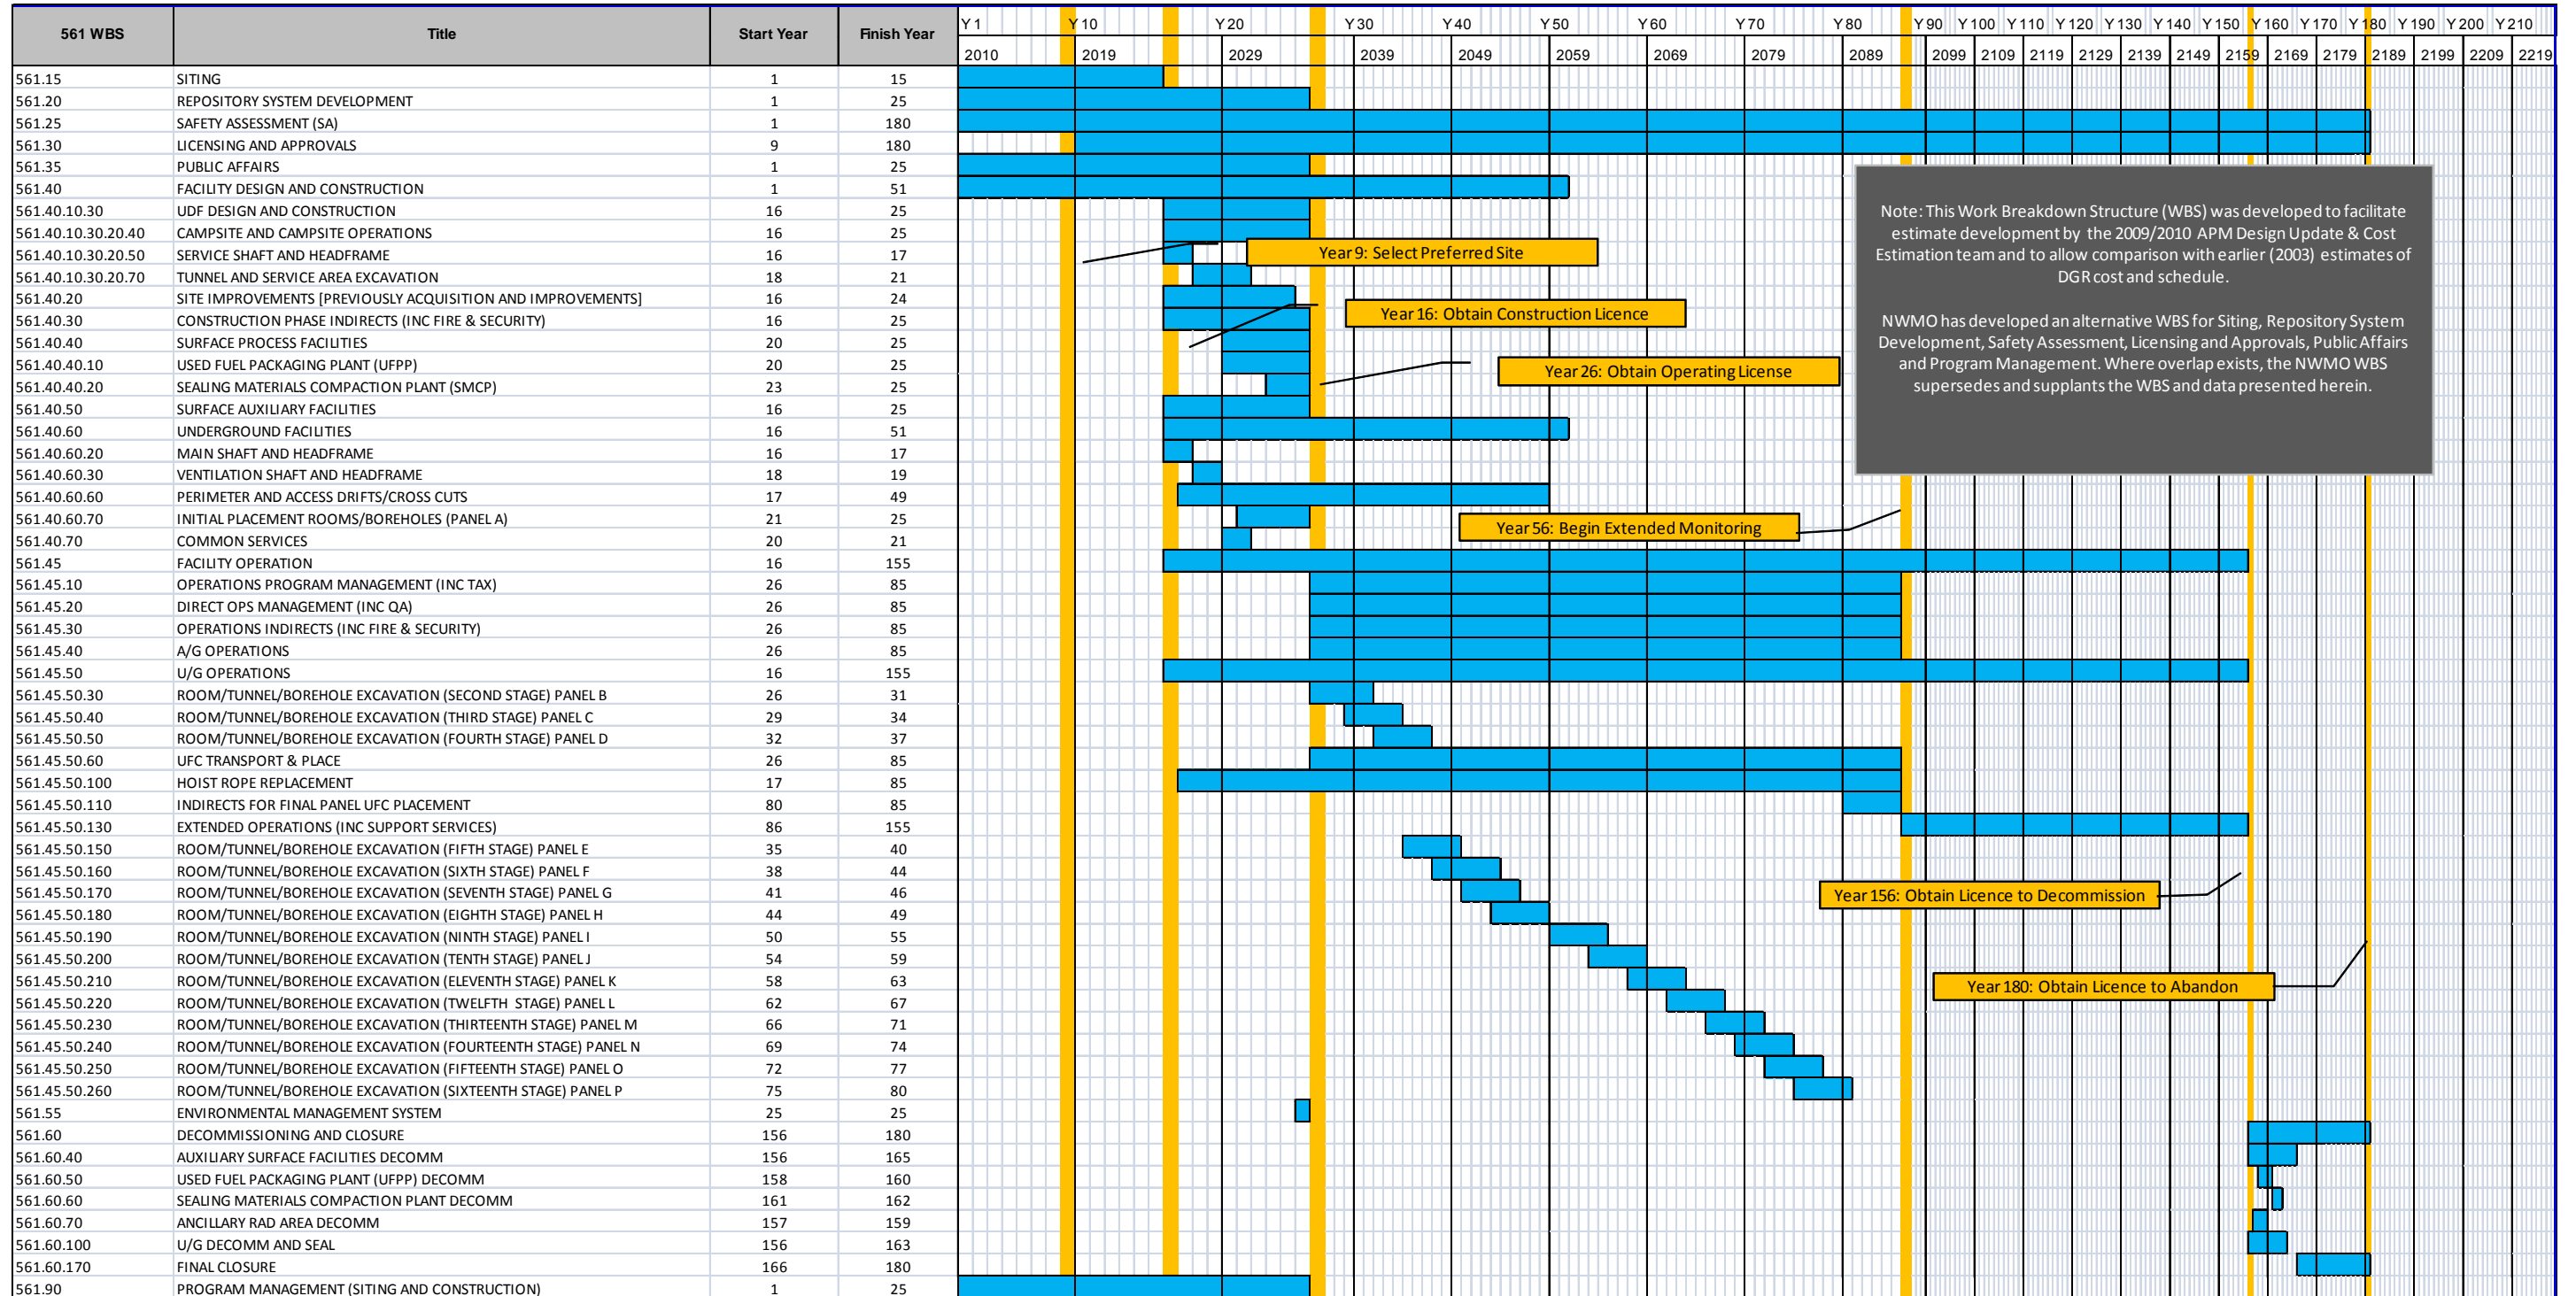 561 WBS Title Start Year Finish Year Y 1 Y 10 Y 20 Y 30 Y 40 Y 50 Y 60 Y 70 Y 80 Y 90 Y 100 Y 110 Y 120 Y 130 Y 140 Y 150 Y 160 Y 170 Y 180 Y 190 Y 200 Y 210
2010 2019 2029 2039 2049 2059 2069 2079 2089 2099 2109 2119 2129 2139 2149 2159 2169 2179 2189 2199 2209 2219
561.15 SITING 1 15
561.20 REPOSITORY SYSTEM DEVELOPMENT 1 25
561.25 SAFETY ASSESSMENT (SA) 1 180
561.30 LICENSING AND APPROVALS 9 180
561.35 PUBLIC AFFAIRS 1 25
561.40 FACILITY DESIGN AND CONSTRUCTION 1 51
561.40.10.30 UDF DESIGN AND CONSTRUCTION 16 25
561.40.10.30.20.40 CAMPSITE AND CAMPSITE OPERATIONS 16 25
561.40.10.30.20.50 SERVICE SHAFT AND HEADFRAME 16 17
561.40.10.30.20.70 TUNNEL AND SERVICE AREA EXCAVATION 18 21
561.40.20 SITE IMPROVEMENTS [PREVIOUSLY ACQUISITION AND IMPROVEMENTS] 16 24
561.40.30 CONSTRUCTION PHASE INDIRECTS (INC FIRE & SECURITY) 16 25
561.40.40 SURFACE PROCESS FACILITIES 20 25
561.40.40.10 USED FUEL PACKAGING PLANT (UFPP) 20 25
561.40.40.20 SEALING MATERIALS COMPACTION PLANT (SMCP) 23 25
561.40.50 SURFACE AUXILIARY FACILITIES 16 25
561.40.60 UNDERGROUND FACILITIES 16 51
561.40.60.20 MAIN SHAFT AND HEADFRAME 16 17
561.40.60.30 VENTILATION SHAFT AND HEADFRAME 18 19
561.40.60.60 PERIMETER AND ACCESS DRIFTS/CROSS CUTS 17 49
561.40.60.70 INITIAL PLACEMENT ROOMS/BOREHOLES (PANEL A) 21 25
561.40.70 COMMON SERVICES 20 21
561.45 FACILITY OPERATION 16 155
561.45.10 OPERATIONS PROGRAM MANAGEMENT (INC TAX) 26 85
561.45.20 DIRECT OPS MANAGEMENT (INC QA) 26 85
561.45.30 OPERATIONS INDIRECTS (INC FIRE & SECURITY) 26 85
561.45.40 A/G OPERATIONS 26 85
561.45.50 U/G OPERATIONS 16 155
561.45.50.30 ROOM/TUNNEL/BOREHOLE EXCAVATION (SECOND STAGE) PANEL B 26 31
561.45.50.40 ROOM/TUNNEL/BOREHOLE EXCAVATION (THIRD STAGE) PANEL C 29 34
561.45.50.50 ROOM/TUNNEL/BOREHOLE EXCAVATION (FOURTH STAGE) PANEL D 32 37
561.45.50.60 UFC TRANSPORT & PLACE 26 85
561.45.50.100 HOIST ROPE REPLACEMENT 17 85
561.45.50.110 INDIRECTS FOR FINAL PANEL UFC PLACEMENT 80 85
561.45.50.130 EXTENDED OPERATIONS (INC SUPPORT SERVICES) 86 155
561.45.50.150 ROOM/TUNNEL/BOREHOLE EXCAVATION (FIFTH STAGE) PANEL E 35 40
561.45.50.160 ROOM/TUNNEL/BOREHOLE EXCAVATION (SIXTH STAGE) PANEL F 38 44
561.45.50.170 ROOM/TUNNEL/BOREHOLE EXCAVATION (SEVENTH STAGE) PANEL G 41 46
561.45.50.180 ROOM/TUNNEL/BOREHOLE EXCAVATION (EIGHTH STAGE) PANEL H 44 49
561.45.50.190 ROOM/TUNNEL/BOREHOLE EXCAVATION (NINTH STAGE) PANEL I 50 55
561.45.50.200 ROOM/TUNNEL/BOREHOLE EXCAVATION (TENTH STAGE) PANEL J 54 59
561.45.50.210 ROOM/TUNNEL/BOREHOLE EXCAVATION (ELEVENTH STAGE) PANEL K 58 63
561.45.50.220 ROOM/TUNNEL/BOREHOLE EXCAVATION (TWELFTH STAGE) PANEL L 62 67
561.45.50.230 ROOM/TUNNEL/BOREHOLE EXCAVATION (THIRTEENTH STAGE) PANEL M 66 71
561.45.50.240 ROOM/TUNNEL/BOREHOLE EXCAVATION (FOURTEENTH STAGE) PANEL N 69 74
561.45.50.250 ROOM/TUNNEL/BOREHOLE EXCAVATION (FIFTEENTH STAGE) PANEL O 72 77
561.45.50.260 ROOM/TUNNEL/BOREHOLE EXCAVATION (SIXTEENTH STAGE) PANEL P 75 80
561.55 ENVIRONMENTAL MANAGEMENT SYSTEM 25 25
561.60 DECOMMISSIONING AND CLOSURE 156 180
561.60.40 AUXILIARY SURFACE FACILITIES DECOMM 156 165
561.60.50 USED FUEL PACKAGING PLANT (UFPP) DECOMM 158 160
561.60.60 SEALING MATERIALS COMPACTION PLANT DECOMM 161 162
561.60.70 ANCILLARY RAD AREA DECOMM 157 159
561.60.100 U/G DECOMM AND SEAL 156 163
561.60.170 FINAL CLOSURE 166 180
561.90 PROGRAM MANAGEMENT (SITING AND CONSTRUCTION) 1 25
Year 9: Select Preferred Site
Year 16: Obtain Construction Licence
Year 26: Obtain Operating License
Year 56: Begin Extended Monitoring
Year 156: Obtain Licence to Decommission
Year 180: Obtain Licence to Abandon
Note: This Work Breakdown Structure (WBS) was developed to facilitate
estimate development by the 2009/2010 APM Design Update & Cost
Estimation team and to allow comparison with earlier (2003) estimates of
DGR cost and schedule.
NWMO has developed an alternative WBS for Siting, Repository System
Development, Safety Assessment, Licensing and Approvals, Public Affairs
and Program Management. Where overlap exists, the NWMO WBS
supersedes and supplants the WBS and data presented herein.